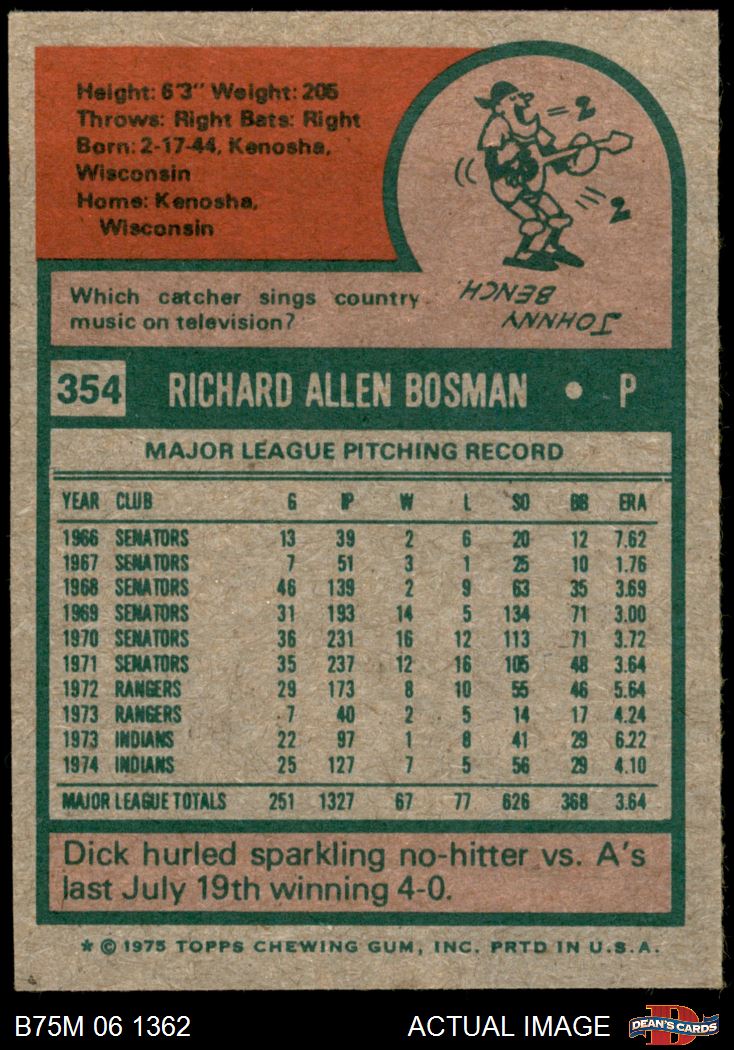 Height: 6'3" Weight: 205
Throws: Right Bats: Right
Born: 2-17-44, Kenosha,
Wisconsin
Home: Kenosha,
Wisconsin
2
2
Which catcher sings country
music on television?
JOHNNY
BENCH
354 RICHARD ALLEN BOSMAN • P
MAJOR LEAGUE PITCHING RECORD
YEAR CLUB G IP W L SO BB ERA
1966 SENATORS 13 39 2 6 20 12 7.62
1967 SENATORS 7 51 3 1 25 10 1.76
1968 SENATORS 46 139 2 9 63 35 3.69
1969 SENATORS 31 193 14 5 134 71 3.00
1970 SENATORS 36 231 16 12 113 71 3.72
1971 SENATORS 35 237 12 16 105 48 3.64
1972 RANGERS 29 173 8 10 55 46 5.64
1973 RANGERS 7 40 2 5 14 17 4.24
1973 INDIANS 22 97 1 8 41 29 6.22
1974 INDIANS 25 127 7 5 56 29 4.10
MAJOR LEAGUE TOTALS 251 1327 67 77 626 368 3.64
Dick hurled sparkling no-hitter vs. A's
last July 19th winning 4-0.
* © 1975 TOPPS CHEWING GUM, INC. PRTD IN U.S.A.
B75M 06 1362 ACTUAL IMAGE
DEAN'S CARDS